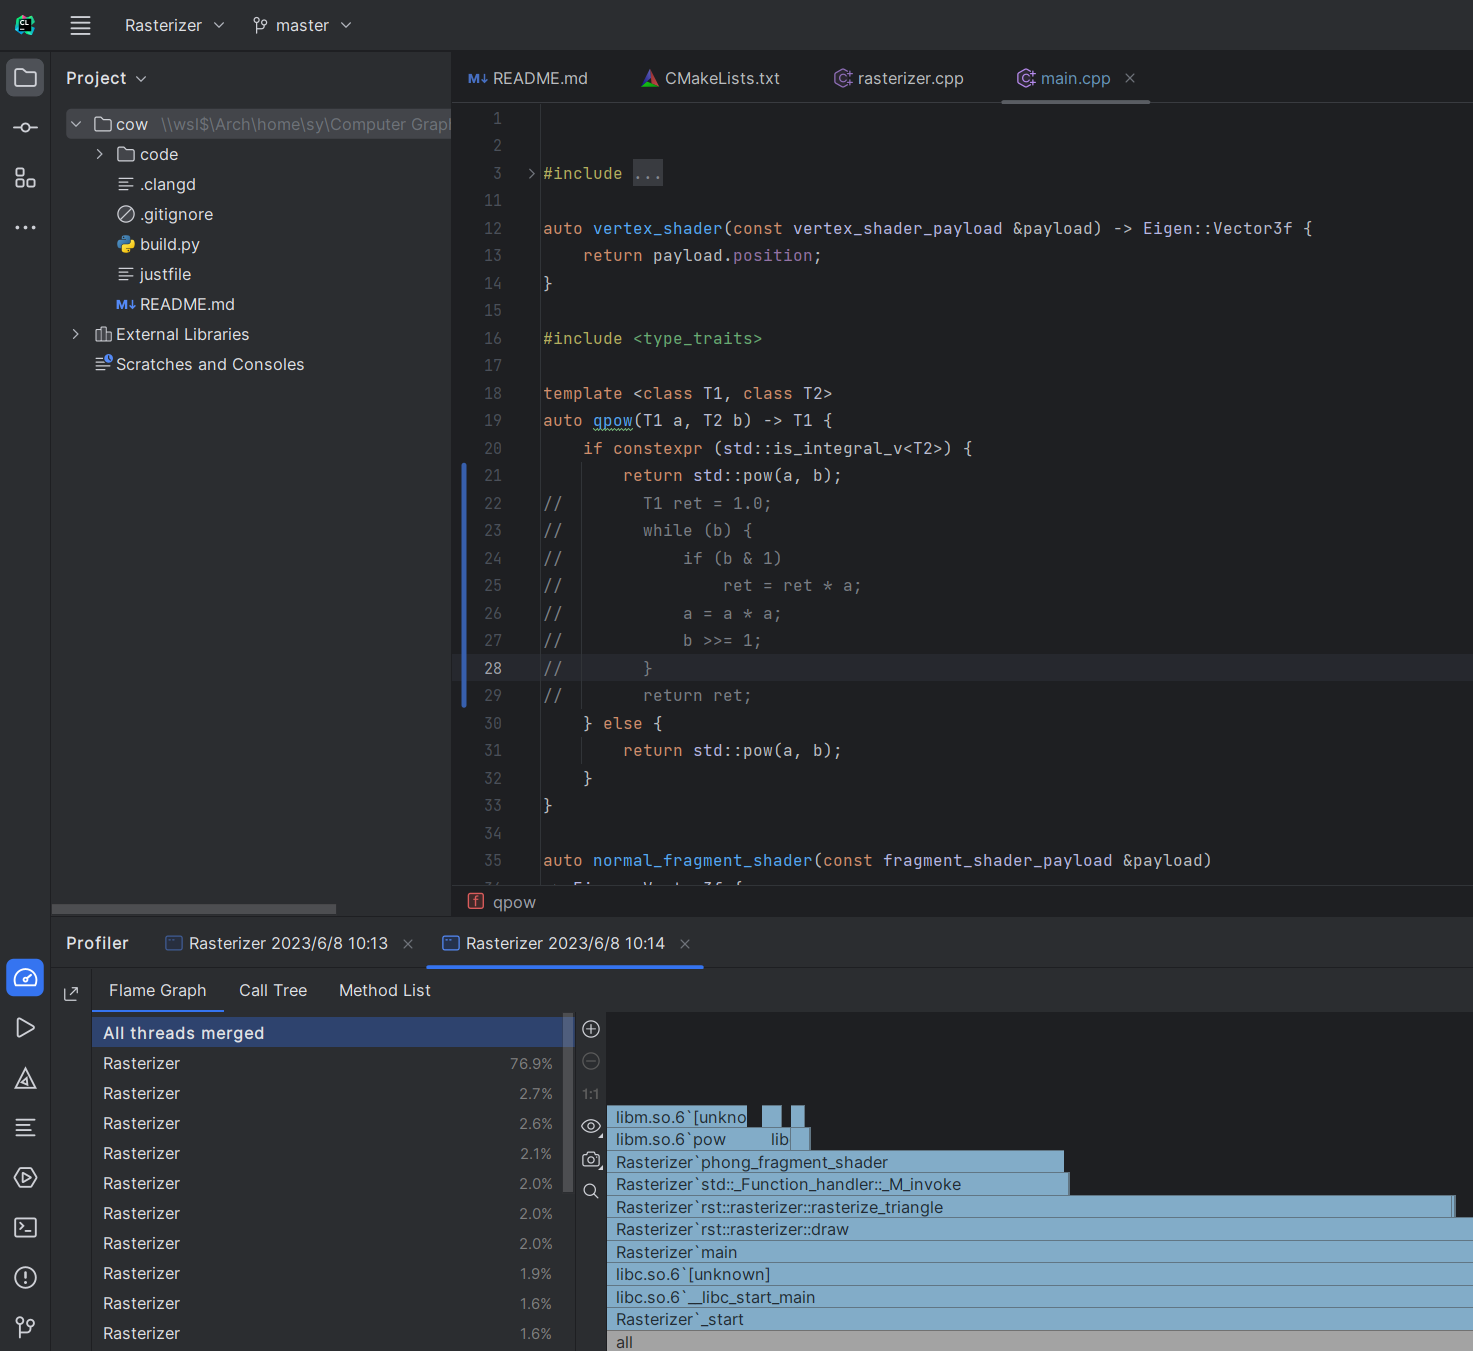 CL
Rasterizer
master
Project
cow \\wsl$\Arch\home\sy\Computer Grap
code
.clangd
.gitignore
build.py
justfile
M↓ README.md
External Libraries
Scratches and Consoles
M↓ README.md
CMakeLists.txt
rasterizer.cpp
main.cpp
1
2
3 #include ...
11
12 auto vertex_shader(const vertex_shader_payload &payload) -> Eigen::Vector3f {
13 return payload.position;
14 }
15
16 #include <type_traits>
17
18 template <class T1, class T2>
19 auto qpow(T1 a, T2 b) -> T1 {
20 if constexpr (std::is_integral_v<T2>) {
21 return std::pow(a, b);
22 // T1 ret = 1.0;
23 // while (b) {
24 // if (b & 1)
25 // ret = ret * a;
26 // a = a * a;
27 // b >>= 1;
28 // }
29 // return ret;
30 } else {
31 return std::pow(a, b);
32 }
33 }
34
35 auto normal_fragment_shader(const fragment_shader_payload &payload)
f qpow
Profiler
Rasterizer 2023/6/8 10:13
Rasterizer 2023/6/8 10:14
Flame Graph
Call Tree
Method List
All threads merged
Rasterizer 76.9%
Rasterizer 2.7%
Rasterizer 2.6%
Rasterizer 2.1%
Rasterizer 2.0%
Rasterizer 2.0%
Rasterizer 2.0%
Rasterizer 1.9%
Rasterizer 1.6%
Rasterizer 1.6%
1:1
libm.so.6`[unkno
libm.so.6`pow lib
Rasterizer`phong_fragment_shader
Rasterizer`std::_Function_handler::_M_invoke
Rasterizer`rst::rasterizer::rasterize_triangle
Rasterizer`rst::rasterizer::draw
Rasterizer`main
libc.so.6`[unknown]
libc.so.6`__libc_start_main
Rasterizer`_start
all